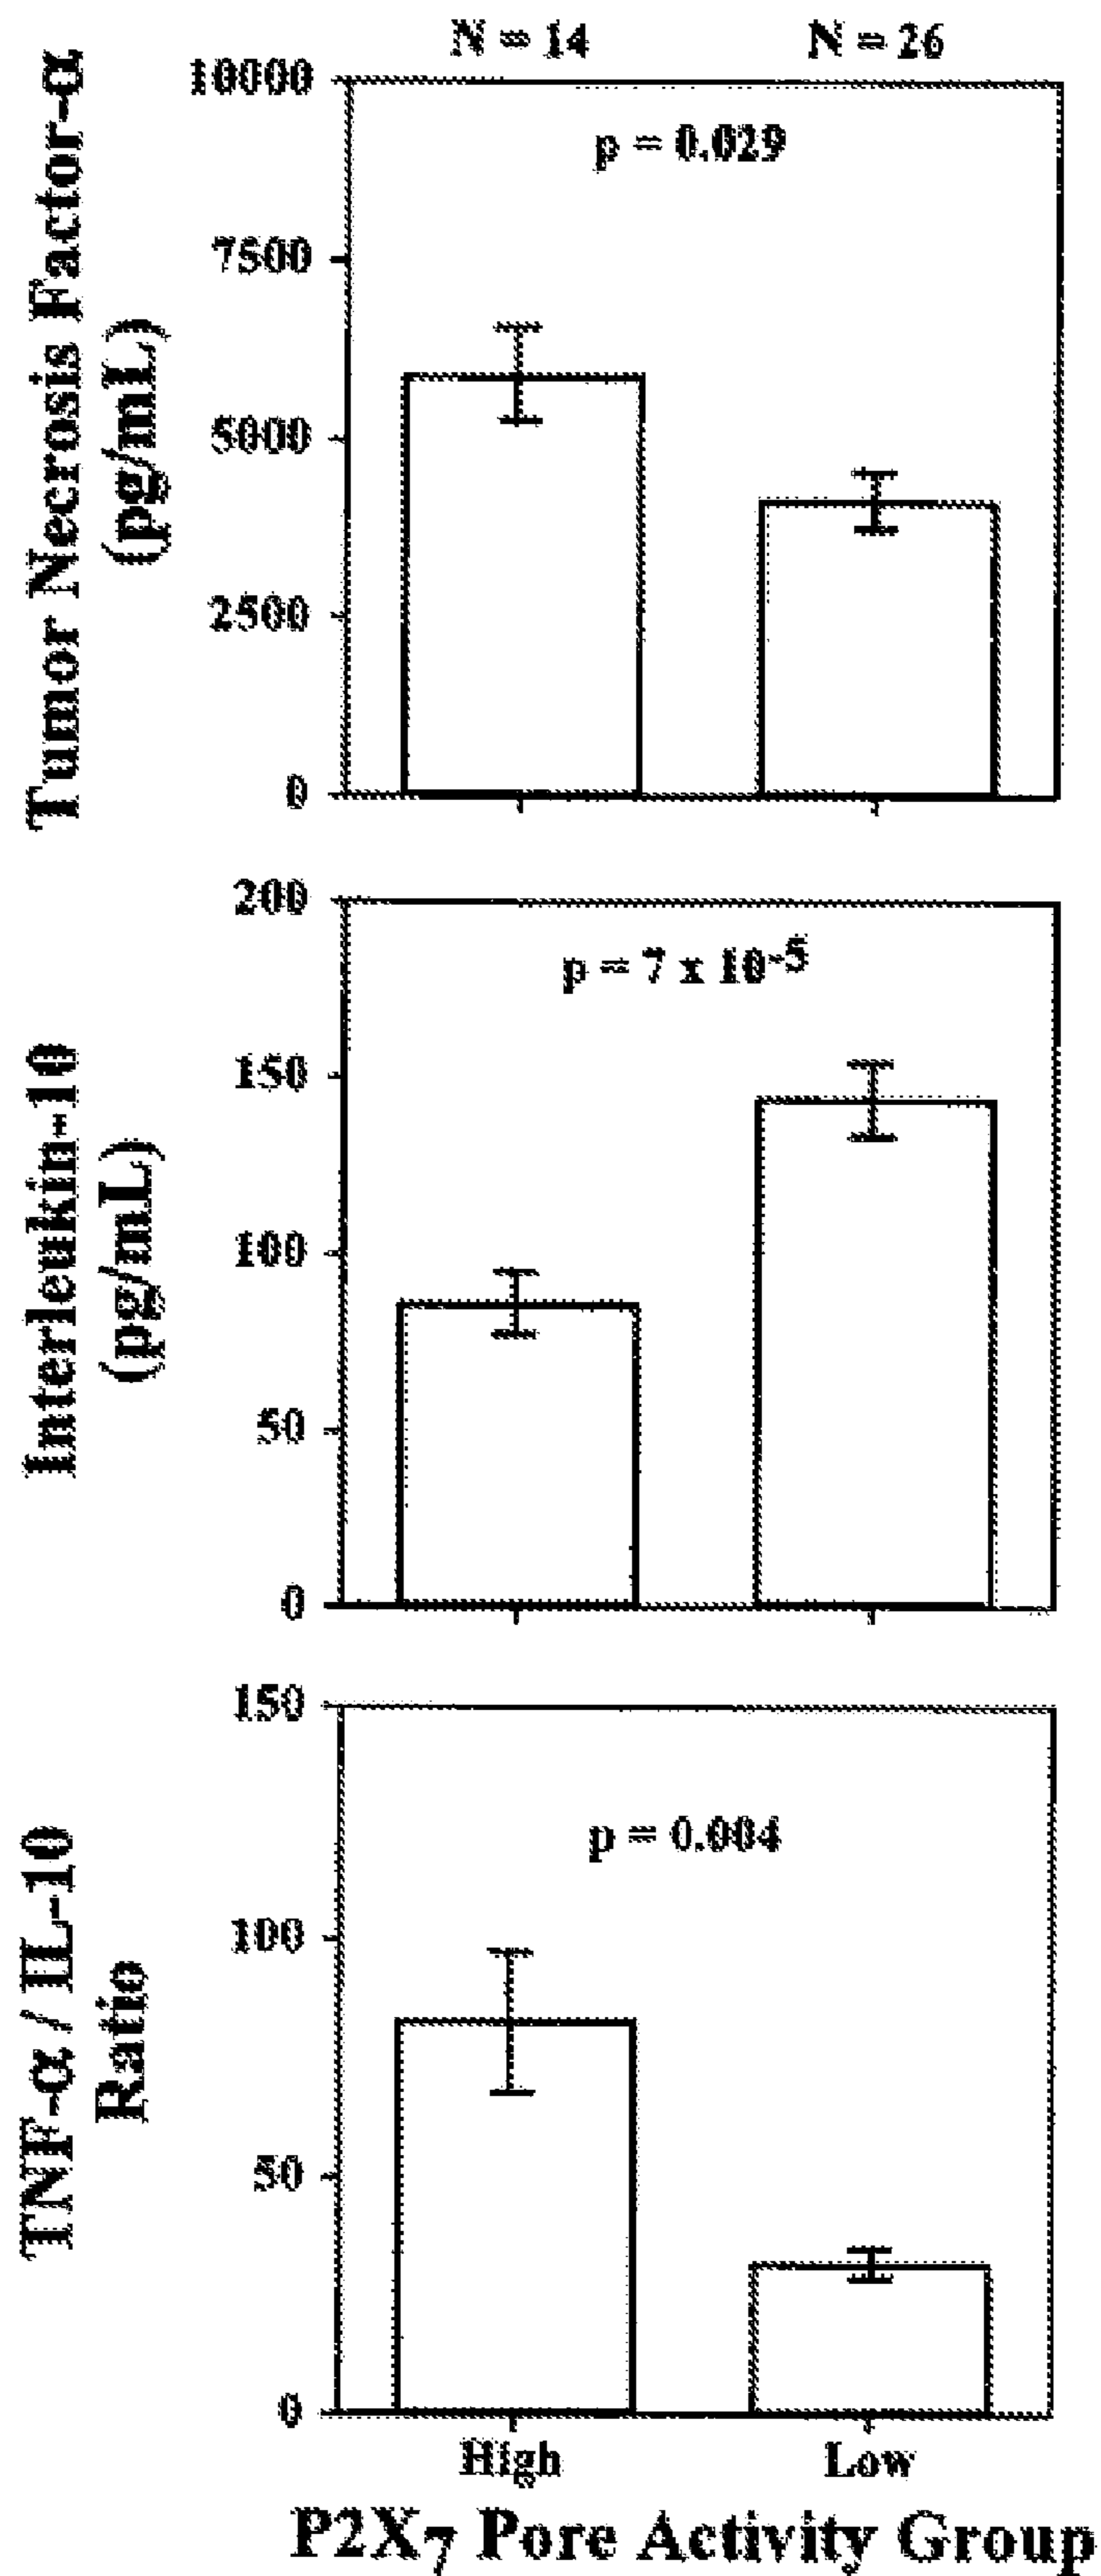 N = 14 N = 26
Tumor Necrosis Factor-α
(pg/mL)
10000
7500
5000
2500
0
p = 0.029
Interleukin-10
(pg/mL)
200
150
100
50
0
p = 7 x 10-5
TNF-α / IL-10
Ratio
150
100
50
0
p = 0.004
High Low
P2X7 Pore Activity Group